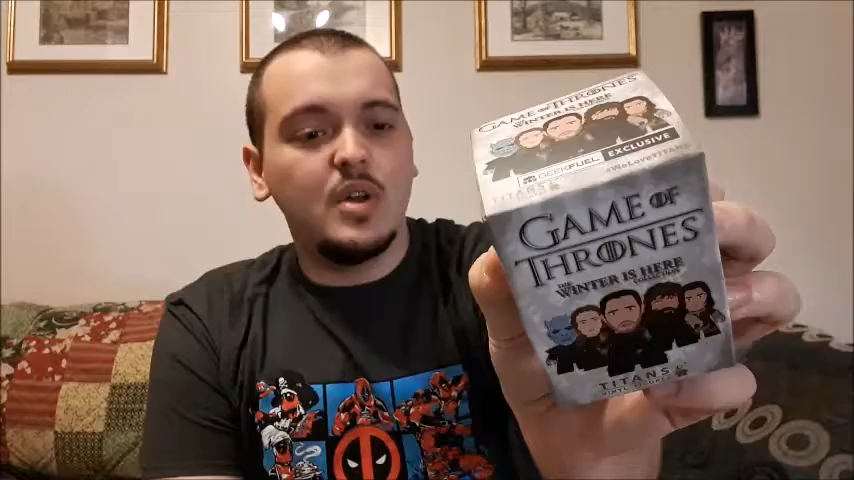 GAME OF THRONES
WINTER IS HERE
GEEKFUEL EXCLUSIVE
#WeLoveTITANS
TITANS
GAME OF
THRONES
THE
WINTER IS HERE
COLLECTION
TITANS